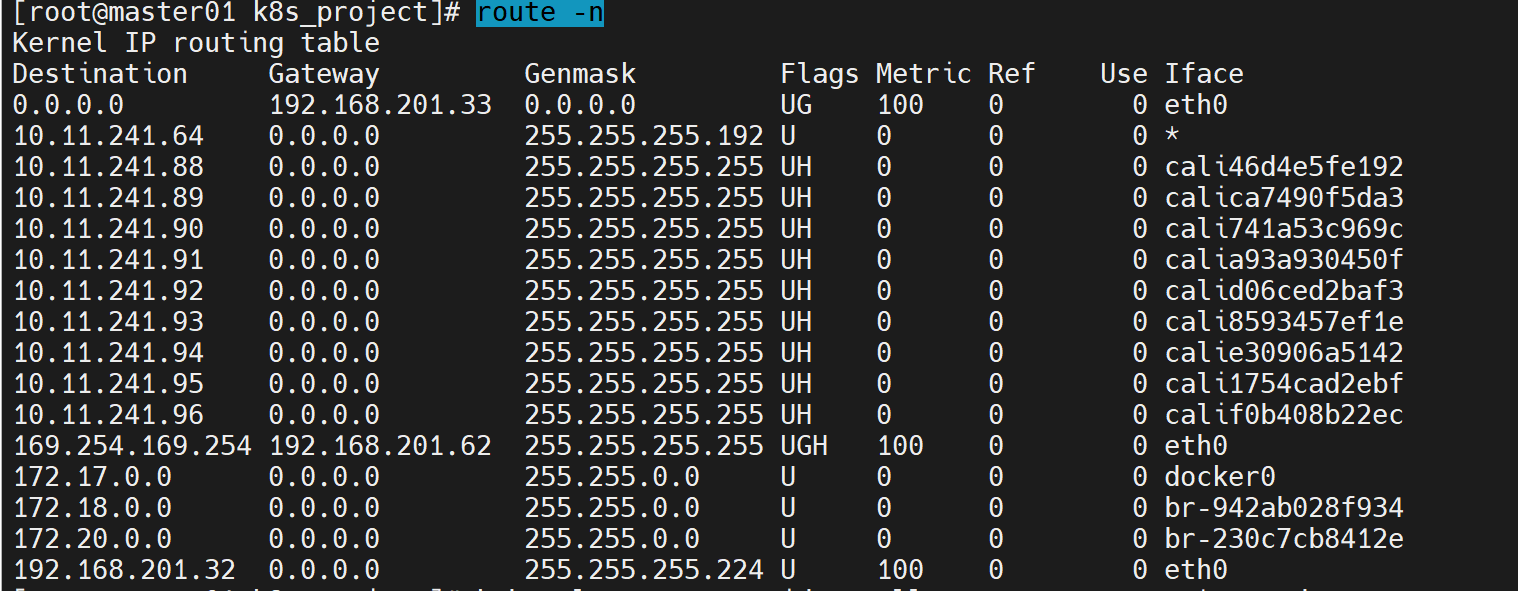 [root@master01 k8s_project]# route -n
Kernel IP routing table
Destination     Gateway         Genmask         Flags Metric Ref    Use Iface
0.0.0.0         192.168.201.33  0.0.0.0         UG    100    0        0 eth0
10.11.241.64    0.0.0.0         255.255.255.192 U     0      0        0 *
10.11.241.88    0.0.0.0         255.255.255.255 UH    0      0        0 cali46d4e5fe192
10.11.241.89    0.0.0.0         255.255.255.255 UH    0      0        0 calica7490f5da3
10.11.241.90    0.0.0.0         255.255.255.255 UH    0      0        0 cali741a53c969c
10.11.241.91    0.0.0.0         255.255.255.255 UH    0      0        0 calia93a930450f
10.11.241.92    0.0.0.0         255.255.255.255 UH    0      0        0 calid06ced2baf3
10.11.241.93    0.0.0.0         255.255.255.255 UH    0      0        0 cali8593457ef1e
10.11.241.94    0.0.0.0         255.255.255.255 UH    0      0        0 calie30906a5142
10.11.241.95    0.0.0.0         255.255.255.255 UH    0      0        0 cali1754cad2ebf
10.11.241.96    0.0.0.0         255.255.255.255 UH    0      0        0 calif0b408b22ec
169.254.169.254 192.168.201.62  255.255.255.255 UGH   100    0        0 eth0
172.17.0.0      0.0.0.0         255.255.0.0     U     0      0        0 docker0
172.18.0.0      0.0.0.0         255.255.0.0     U     0      0        0 br-942ab028f934
172.20.0.0      0.0.0.0         255.255.0.0     U     0      0        0 br-230c7cb8412e
192.168.201.32  0.0.0.0         255.255.255.224 U     100    0        0 eth0